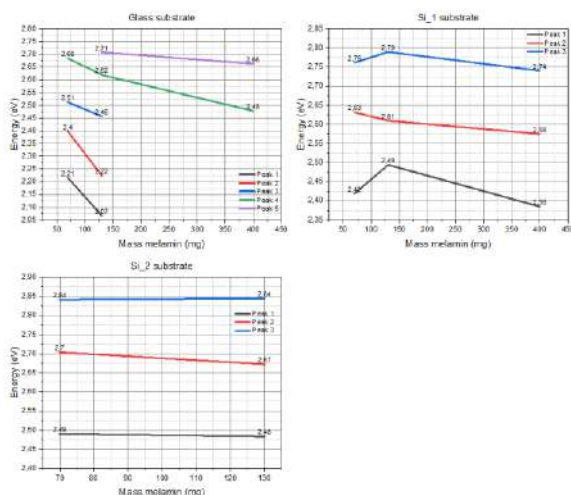 Glass substrate
Energy (eV)
2,80
2,75
2,70
2,65
2,60
2,55
2,50
2,45
2,40
2,35
2,30
2,25
2,20
2,15
2,10
2,05
2,68
2,71
2,62
2,66
2,51
2,48
2,4
2,22
2,21
2,07
Peak 1
Peak 2
Peak 3
Peak 4
Peak 5
50 100 150 200 250 300 350 400 450
Mass melamin (mg)
Si_1 substrate
Energy (eV)
2,85
2,80
2,75
2,70
2,65
2,60
2,55
2,50
2,45
2,40
2,35
2,76
2,79
2,74
2,63
2,61
2,58
2,49
2,38
Peak 1
Peak 2
Peak 3
50 100 150 200 250 300 350 400 450
Mass melamin (mg)
Si_2 substrate
Energy (eV)
2,90
2,85
2,80
2,75
2,70
2,65
2,60
2,55
2,50
2,45
2,40
2,84
2,84
2,7
2,67
2,49
2,48
Peak 1
Peak 2
Peak 3
70 80 90 100 110 120 130
Mass melamin (mg)